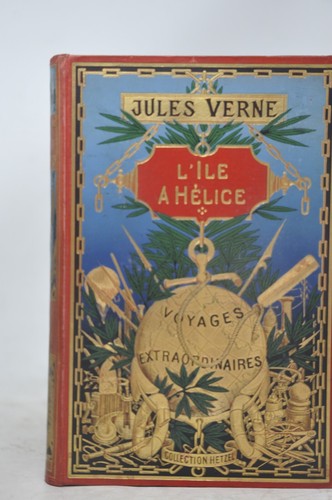 JULES VERNE
L'ÎLE
A HÉLICE
VOYAGES
EXTRAORDINAIRES
COLLECTION HETZEL